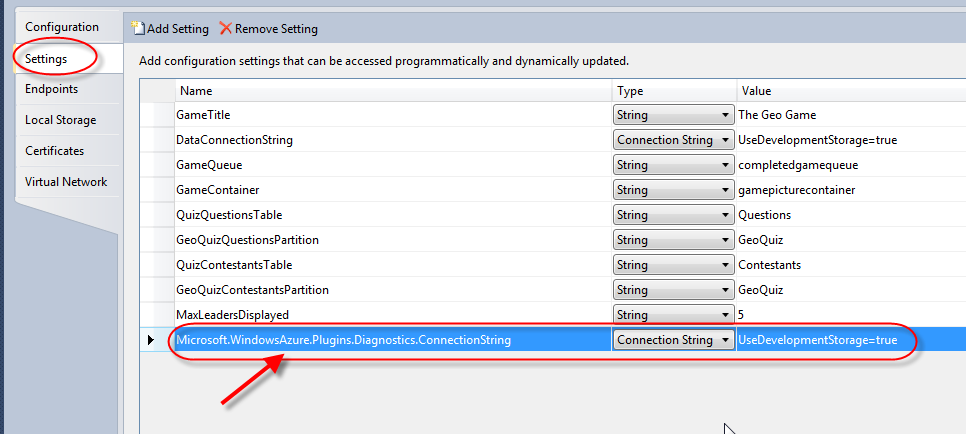 Configuration
Settings
Endpoints
Local Storage
Certificates
Virtual Network
Add Setting Remove Setting
Add configuration settings that can be accessed programmatically and dynamically updated.
Name Type Value
GameTitle String The Geo Game
DataConnectionString Connection String UseDevelopmentStorage=true
GameQueue String completedgamequeue
GameContainer String gamepicturecontainer
QuizQuestionsTable String Questions
GeoQuizQuestionsPartition String GeoQuiz
QuizContestantsTable String Contestants
GeoQuizContestantsPartition String GeoQuiz
MaxLeadersDisplayed String 5
Microsoft.WindowsAzure.Plugins.Diagnostics.ConnectionString Connection String UseDevelopmentStorage=true